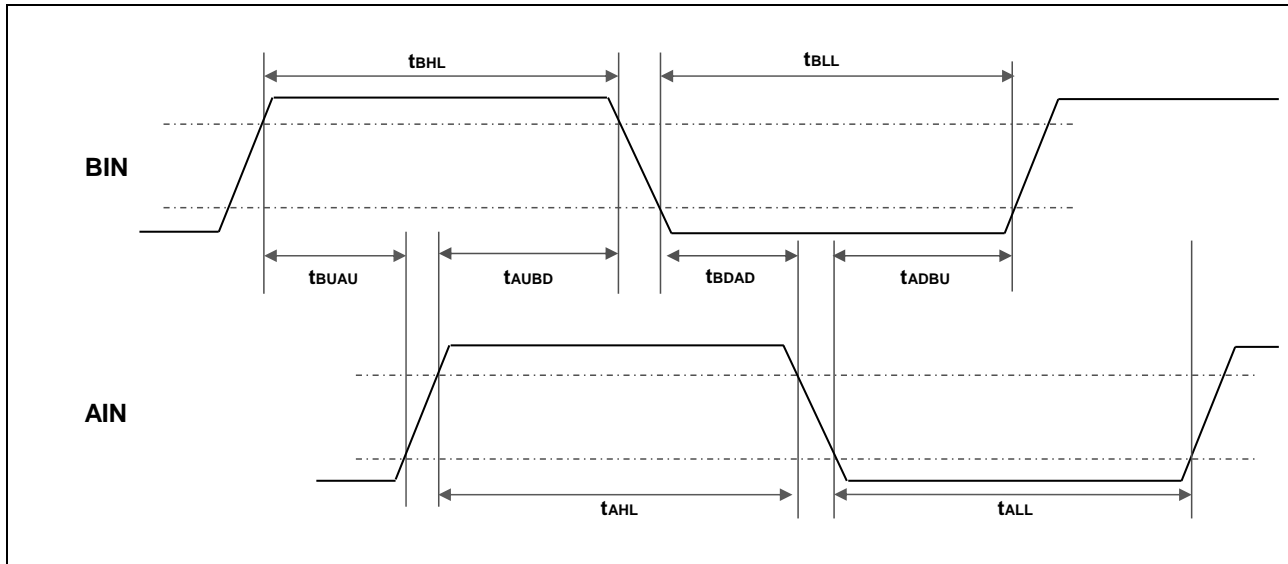 tBHL
tBLL
BIN
tBUAU
tAUBD
tBDAD
tADBU
AIN
tAHL
tALL